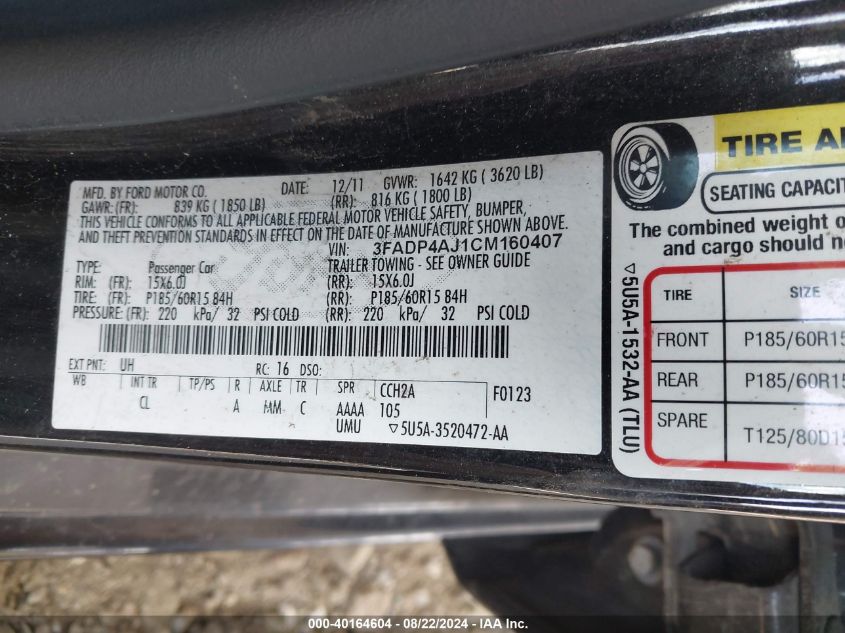 MFD. BY FORD MOTOR CO. DATE: 12/11 GVWR: 1642 KG ( 3620 LB)
GAWR: (FR): 839 KG ( 1850 LB) (RR): 816 KG ( 1800 LB)
THIS VEHICLE CONFORMS TO ALL APPLICABLE FEDERAL MOTOR VEHICLE SAFETY, BUMPER,
AND THEFT PREVENTION STANDARDS IN EFFECT ON THE DATE OF MANUFACTURE SHOWN ABOVE.
VIN: 3FADP4AJ1CM160407
TYPE: Passenger Car TRAILER TOWING - SEE OWNER GUIDE
RIM: (FR): 15X6.0J (RR): 15X6.0J
TIRE: (FR): P185/60R15 84H (RR): P185/60R15 84H
PRESSURE: (FR): 220 kPa/ 32 PSI COLD (RR): 220 kPa/ 32 PSI COLD
EXT PNT: UH RC: 16 DSO:
WB INT TR TP/PS R AXLE TR SPR CCH2A F0123
CL A MM C AAAA 105
UMU ▽5U5A-3520472-AA
TIRE A
SEATING CAPACIT
The combined weight o
and cargo should n
▽5U5A-1532-AA (TLU)
TIRE SIZE
FRONT P185/60R15
REAR P185/60R15
SPARE T125/80D15
000-40164604 - 08/22/2024 - IAAI Inc.